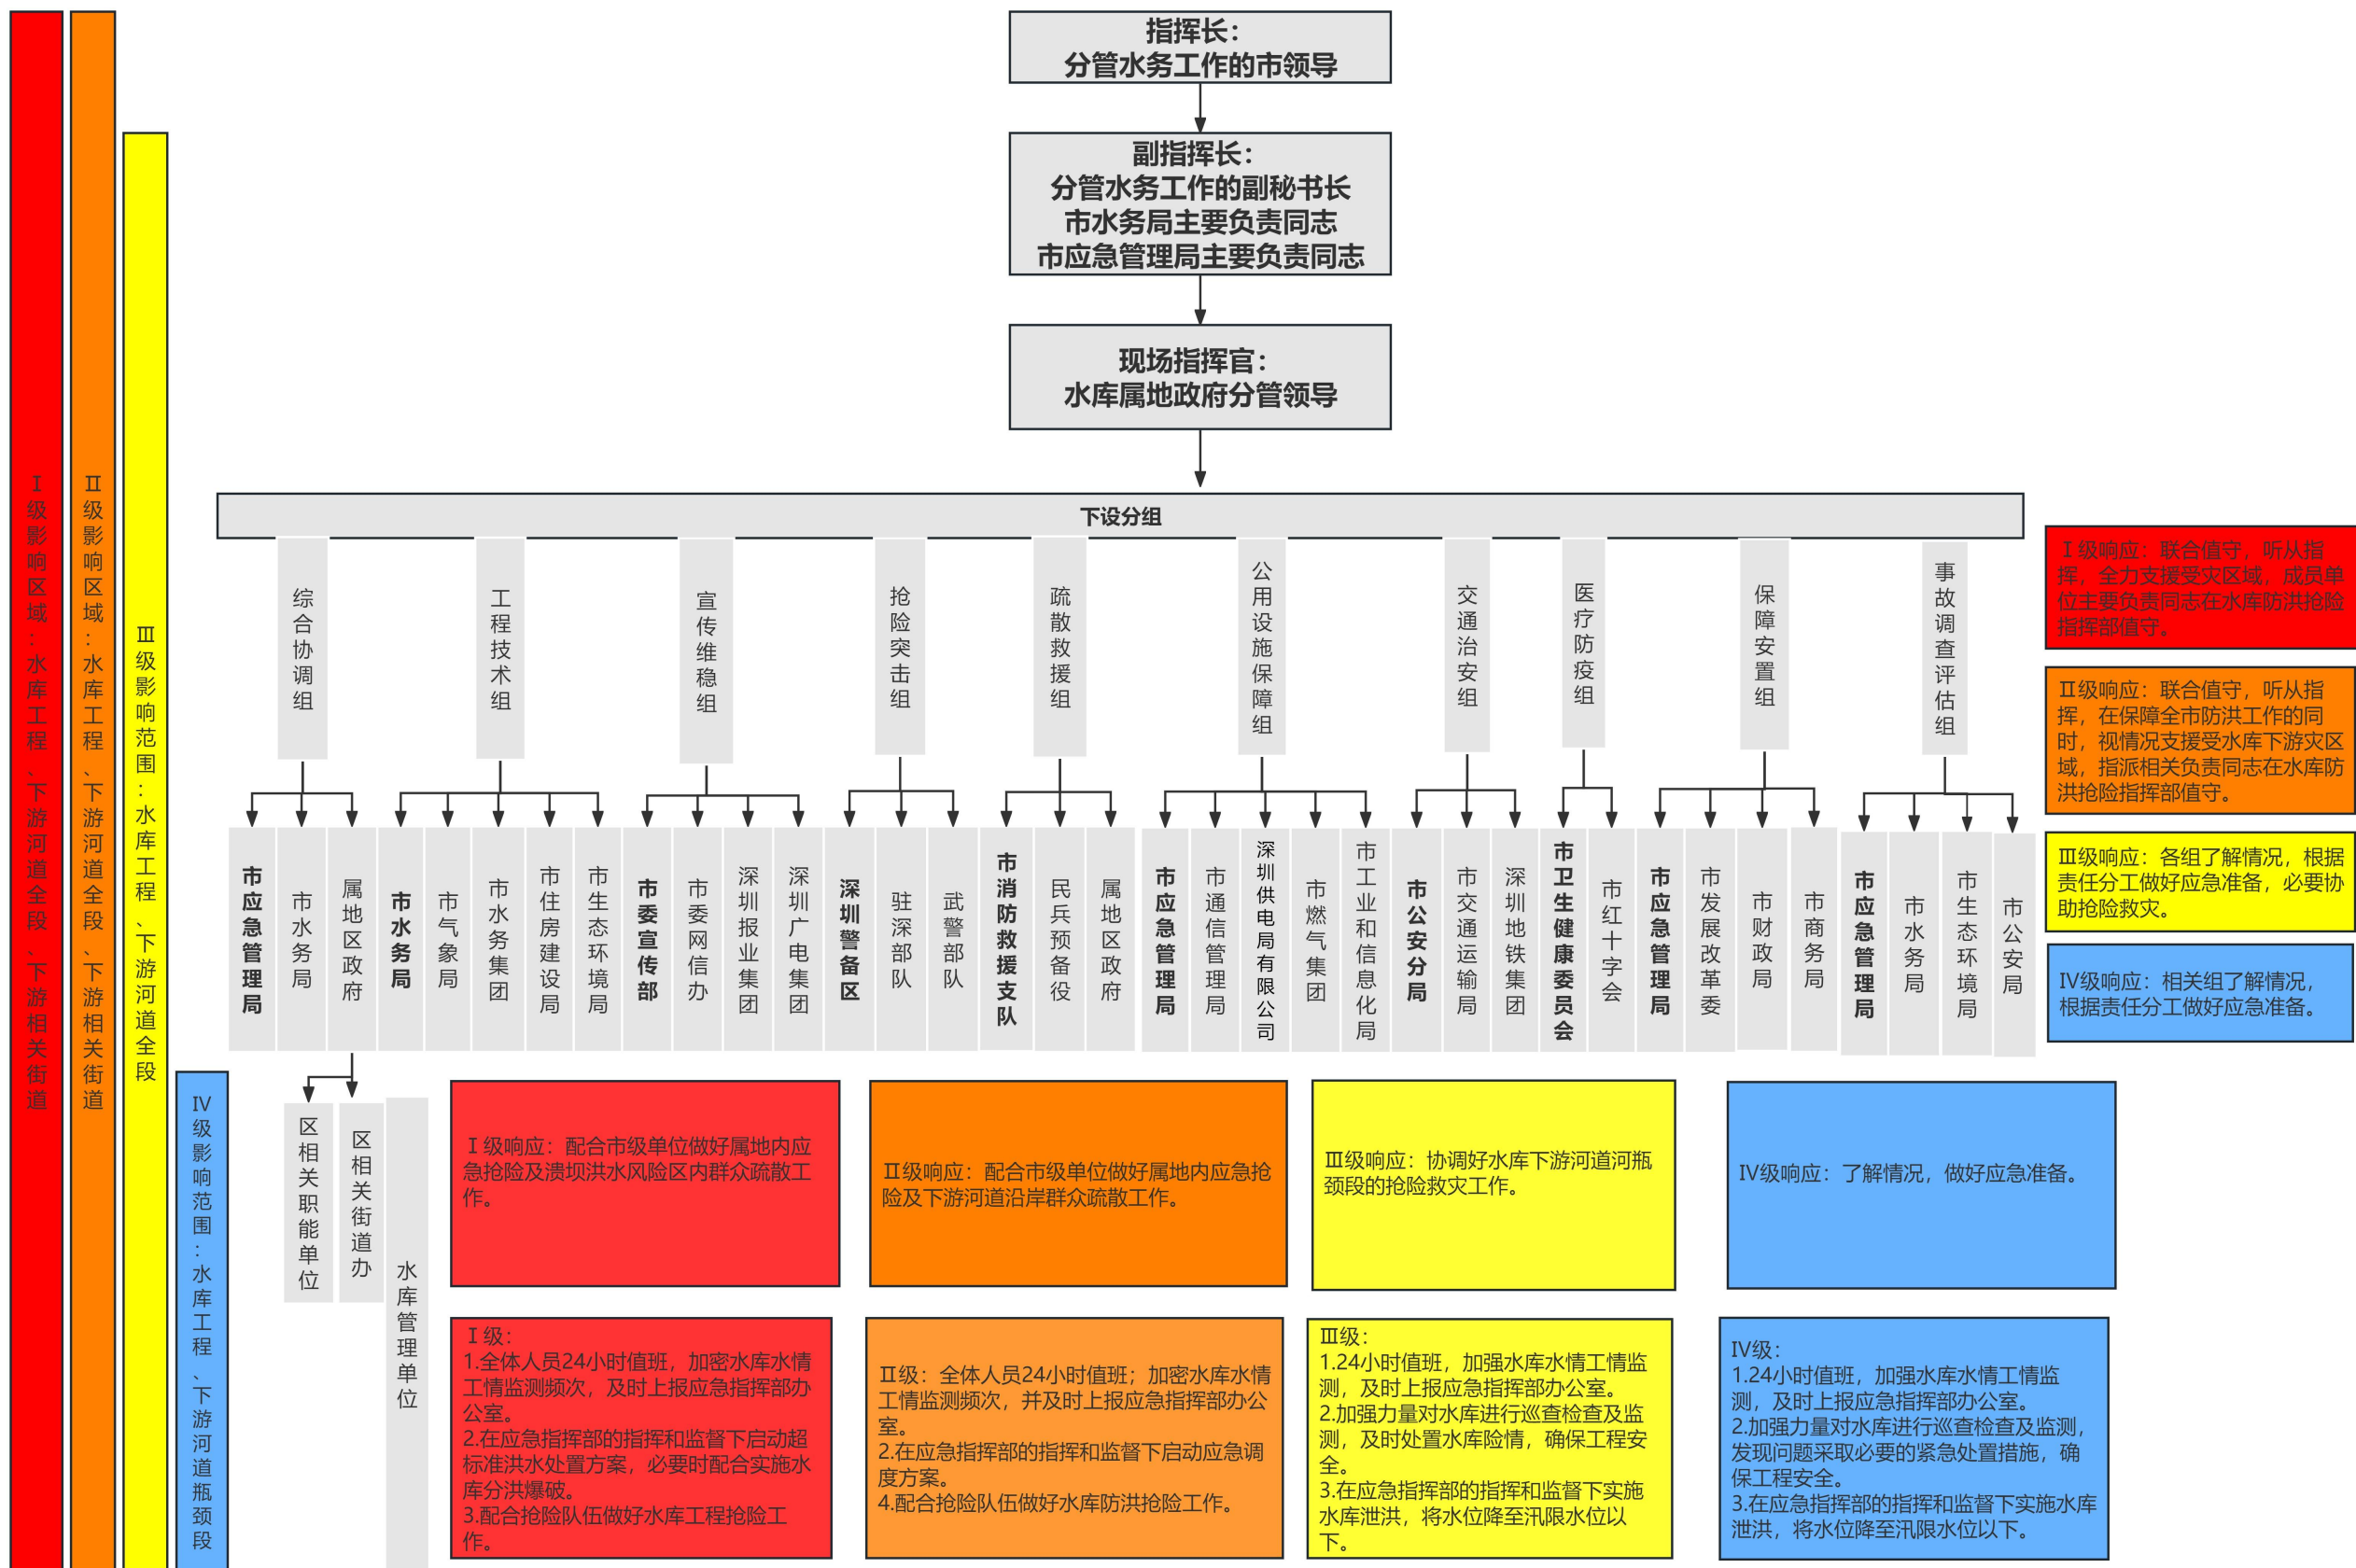 指挥长：
分管水务工作的市领导
副指挥长：
分管水务工作的副秘书长
市水务局主要负责同志
市应急管理局主要负责同志
现场指挥官：
水库属地政府分管领导
下设分组
Ⅰ级影响区域：水库工程、下游河道全段、下游相关街道
Ⅱ级影响区域：水库工程、下游河道全段、下游相关街道
Ⅲ级影响范围：水库工程、下游河道全段
Ⅳ级影响范围：水库工程、下游河道瓶颈段
综合协调组
工程技术组
宣传维稳组
抢险突击组
疏散救援组
公用设施保障组
交通治安组
医疗防疫组
保障安置组
事故调查评估组
市应急管理局
市水务局
属地区政府
市水务局
市气象局
市水务集团
市住房建设局
市生态环境局
市委宣传部
市委网信办
深圳报业集团
深圳广电集团
深圳警备区
驻深部队
武警部队
市消防救援支队
民兵预备役
属地区政府
市应急管理局
市通信管理局
深圳供电局有限公司
市燃气集团
市工业和信息化局
市公安分局
市交通运输局
深圳地铁集团
市卫生健康委员会
市红十字会
市应急管理局
市发展改革委
市财政局
市商务局
市应急管理局
市水务局
市生态环境局
市公安局
Ⅰ级响应：联合值守，听从指
挥，全力支援受灾区域，成员单
位主要负责同志在水库防洪抢险
指挥部值守。
Ⅱ级响应：联合值守，听从指
挥，在保障全市防洪工作的同
时，视情况支援受水库下游灾区
域，指派相关负责同志在水库防
洪抢险指挥部值守。
Ⅲ级响应：各组了解情况，根据
责任分工做好应急准备，必要协
助抢险救灾。
Ⅳ级响应：相关组了解情况，
根据责任分工做好应急准备。
区相关职能单位
区相关街道办
水库管理单位
Ⅰ级响应：配合市级单位做好属地内应
急抢险及溃坝洪水风险区内群众疏散工
作。
Ⅱ级响应：配合市级单位做好属地内应急抢
险及下游河道沿岸群众疏散工作。
Ⅲ级响应：协调好水库下游河道河瓶
颈段的抢险救灾工作。
Ⅳ级响应：了解情况，做好应急准备。
Ⅰ级：
1.全体人员24小时值班，加密水库水情
工情监测频次，及时上报应急指挥部办
公室。
2.在应急指挥部的指挥和监督下启动超
标准洪水处置方案，必要时配合实施水
库分洪爆破。
3.配合抢险队伍做好水库工程抢险工
作。
Ⅱ级：全体人员24小时值班；加密水库水情
工情监测频次，并及时上报应急指挥部办公
室。
2.在应急指挥部的指挥和监督下启动应急调
度方案。
4.配合抢险队伍做好水库防洪抢险工作。
Ⅲ级：
1.24小时值班，加强水库水情工情监
测，及时上报应急指挥部办公室。
2.加强力量对水库进行巡查检查及监
测，及时处置水库险情，确保工程安
全。
3.在应急指挥部的指挥和监督下实施
水库泄洪，将水位降至汛限水位以
下。
Ⅳ级：
1.24小时值班，加强水库水情工情监
测，及时上报应急指挥部办公室。
2.加强力量对水库进行巡查检查及监测，
发现问题采取必要的紧急处置措施，确
保工程安全。
3.在应急指挥部的指挥和监督下实施水库
泄洪，将水位降至汛限水位以下。